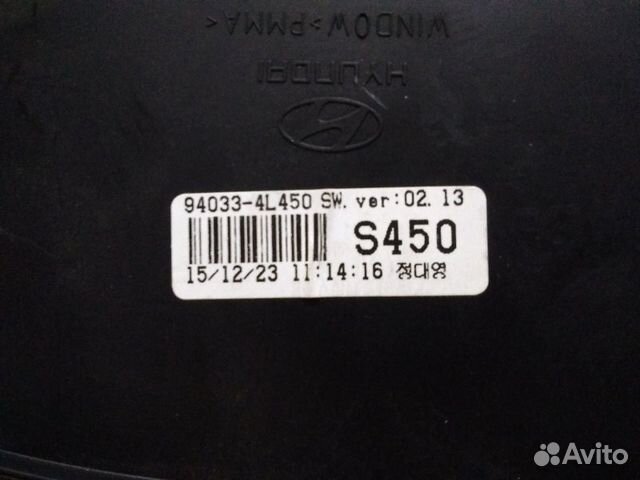 WINDOW>PMMA<
HYUNDAI
94033-4L450 SW. ver:02. 13
S450
15/12/23 11:14:16 정대영
Avito